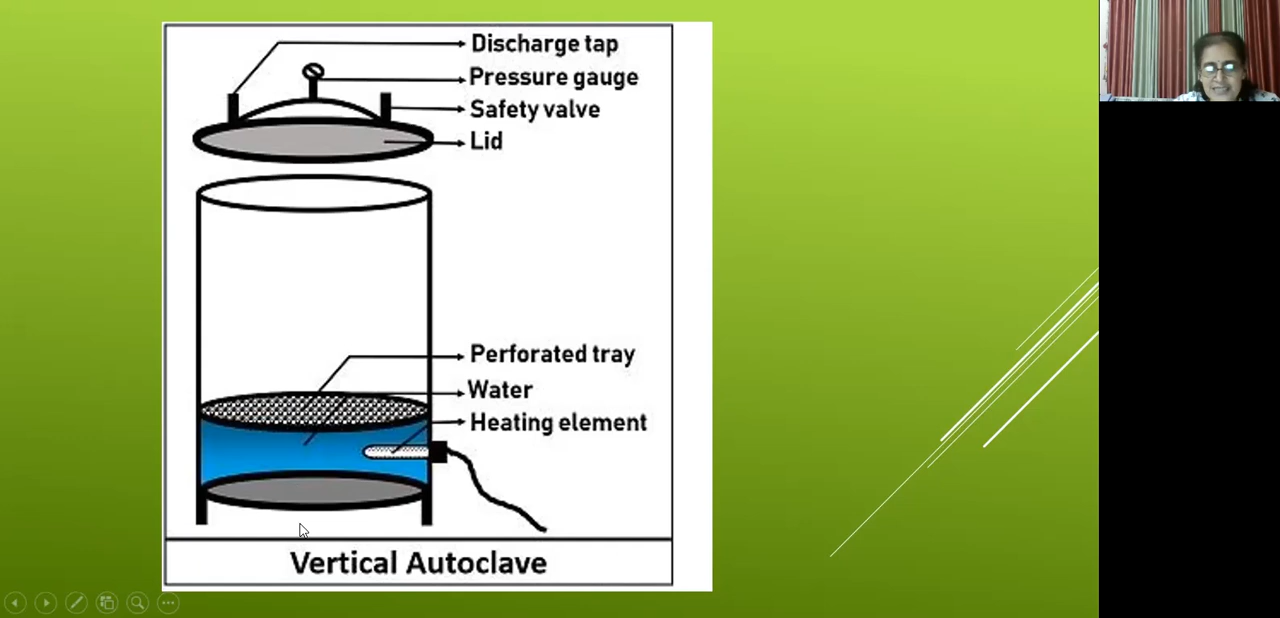 Discharge tap
Pressure gauge
Safety valve
Lid
Perforated tray
Water
Heating element
Vertical Autoclave